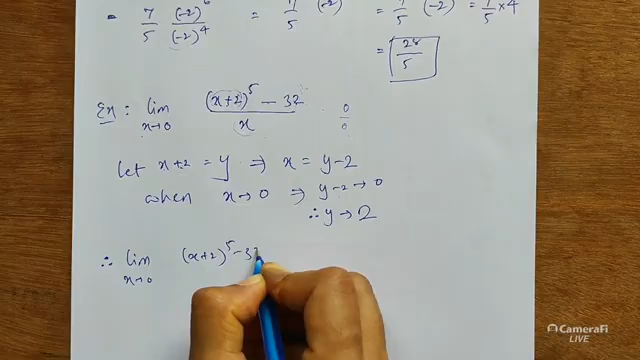 = 7/5 (-2)^6/(-2)^4 = 7/5 (-2) = 7/5 (-2) = 7/5 × 4
= 28/5
Ex: lim x→0 ((x+2)^5 - 32)/x 0/0
let x+2 = y ⇒ x = y-2
when x→0 ⇒ y-2→0
∴ y→2
∴ lim x→0 (x+2)^5 - 32
CameraFi
LIVE